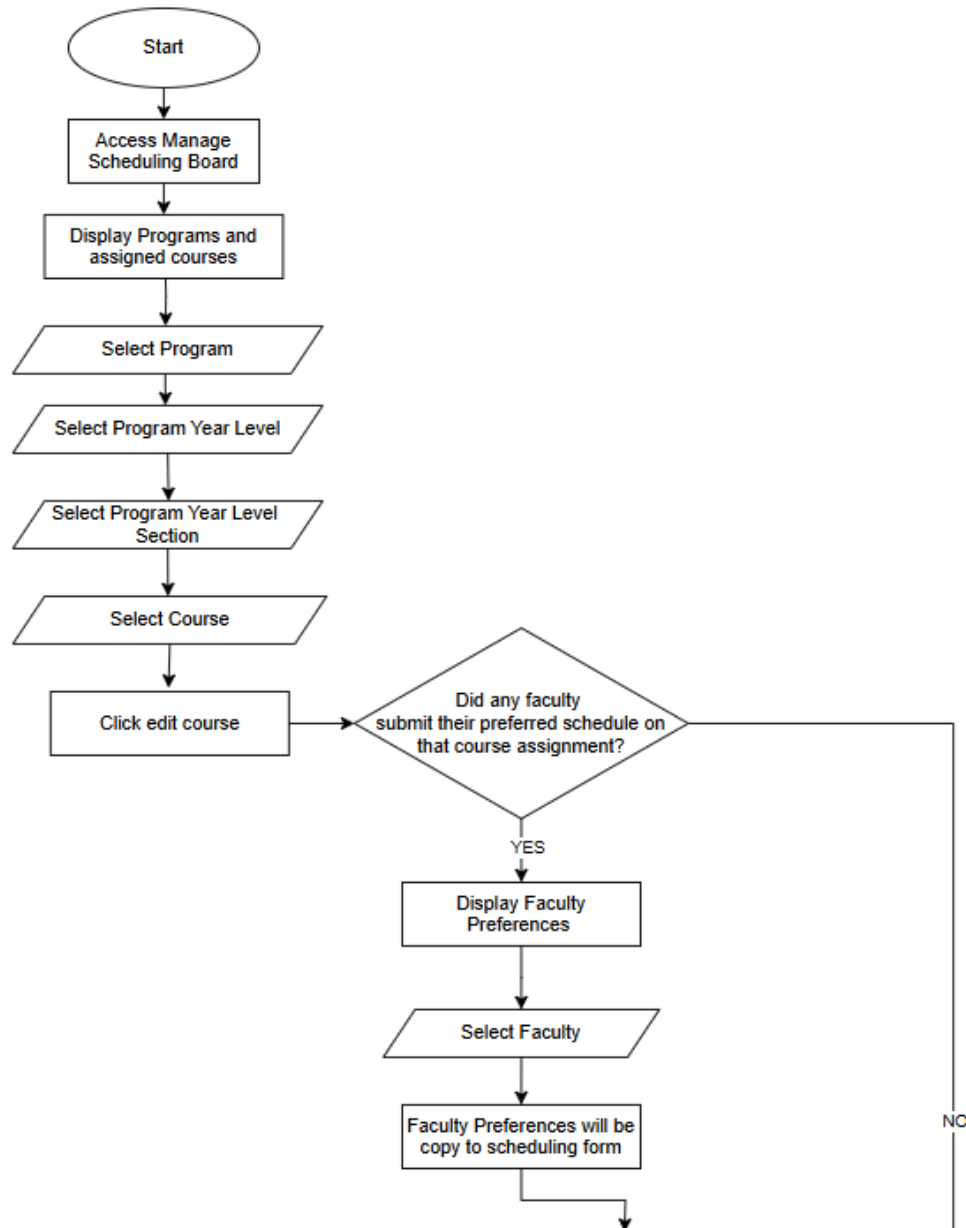 Start
Access Manage
Scheduling Board
Display Programs and
assigned courses
Select Program
Select Program Year Level
Select Program Year Level
Section
Select Course
Click edit course
Did any faculty
submit their preferred schedule on
that course assignment?
YES
Display Faculty
Preferences
Select Faculty
Faculty Preferences will be
copy to scheduling form
NO